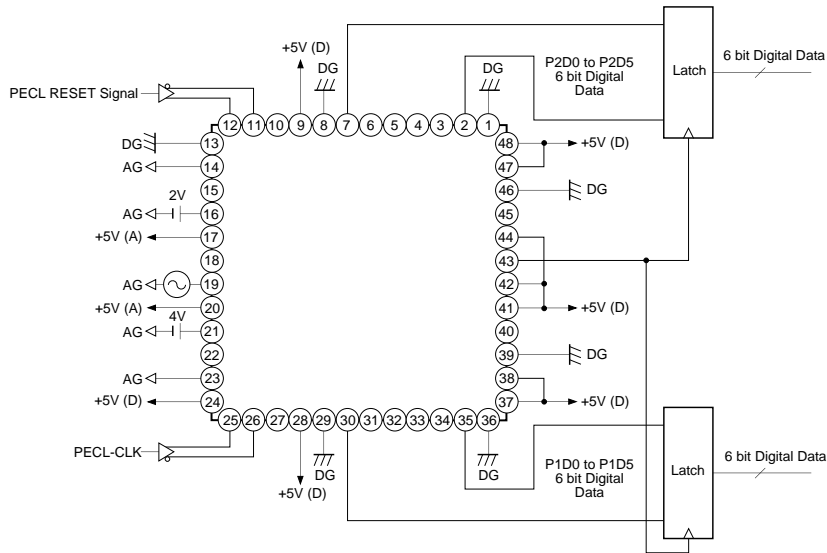 +5V (D)
DG
DG
P2D0 to P2D5
6 bit Digital
Data
Latch
6 bit Digital Data
PECL RESET Signal
12 11 10 9 8 7 6 5 4 3 2 1
DG 13 48 +5V (D)
AG 14 47
15 46 DG
2V
AG 16 45
+5V (A) 17 44
18 43
AG 19 42
+5V (A) 20 41 +5V (D)
4V
AG 21 40
22 39 DG
AG 23 38
+5V (D) 24 37 +5V (D)
25 26 27 28 29 30 31 32 33 34 35 36
PECL-CLK
DG
DG
+5V (D)
P1D0 to P1D5
6 bit Digital
Data
Latch
6 bit Digital Data